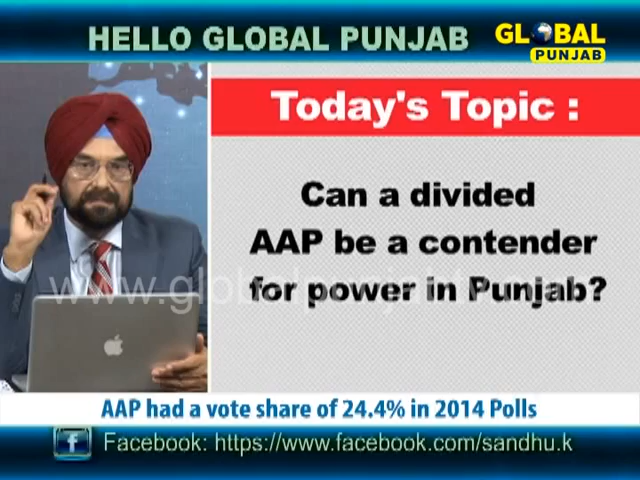 HELLO GLOBAL PUNJAB
GLOBAL
PUNJAB
Today's Topic :
Can a divided
AAP be a contender
for power in Punjab?
AAP had a vote share of 24.4% in 2014 Polls
f Facebook: https://www.facebook.com/sandhu.k